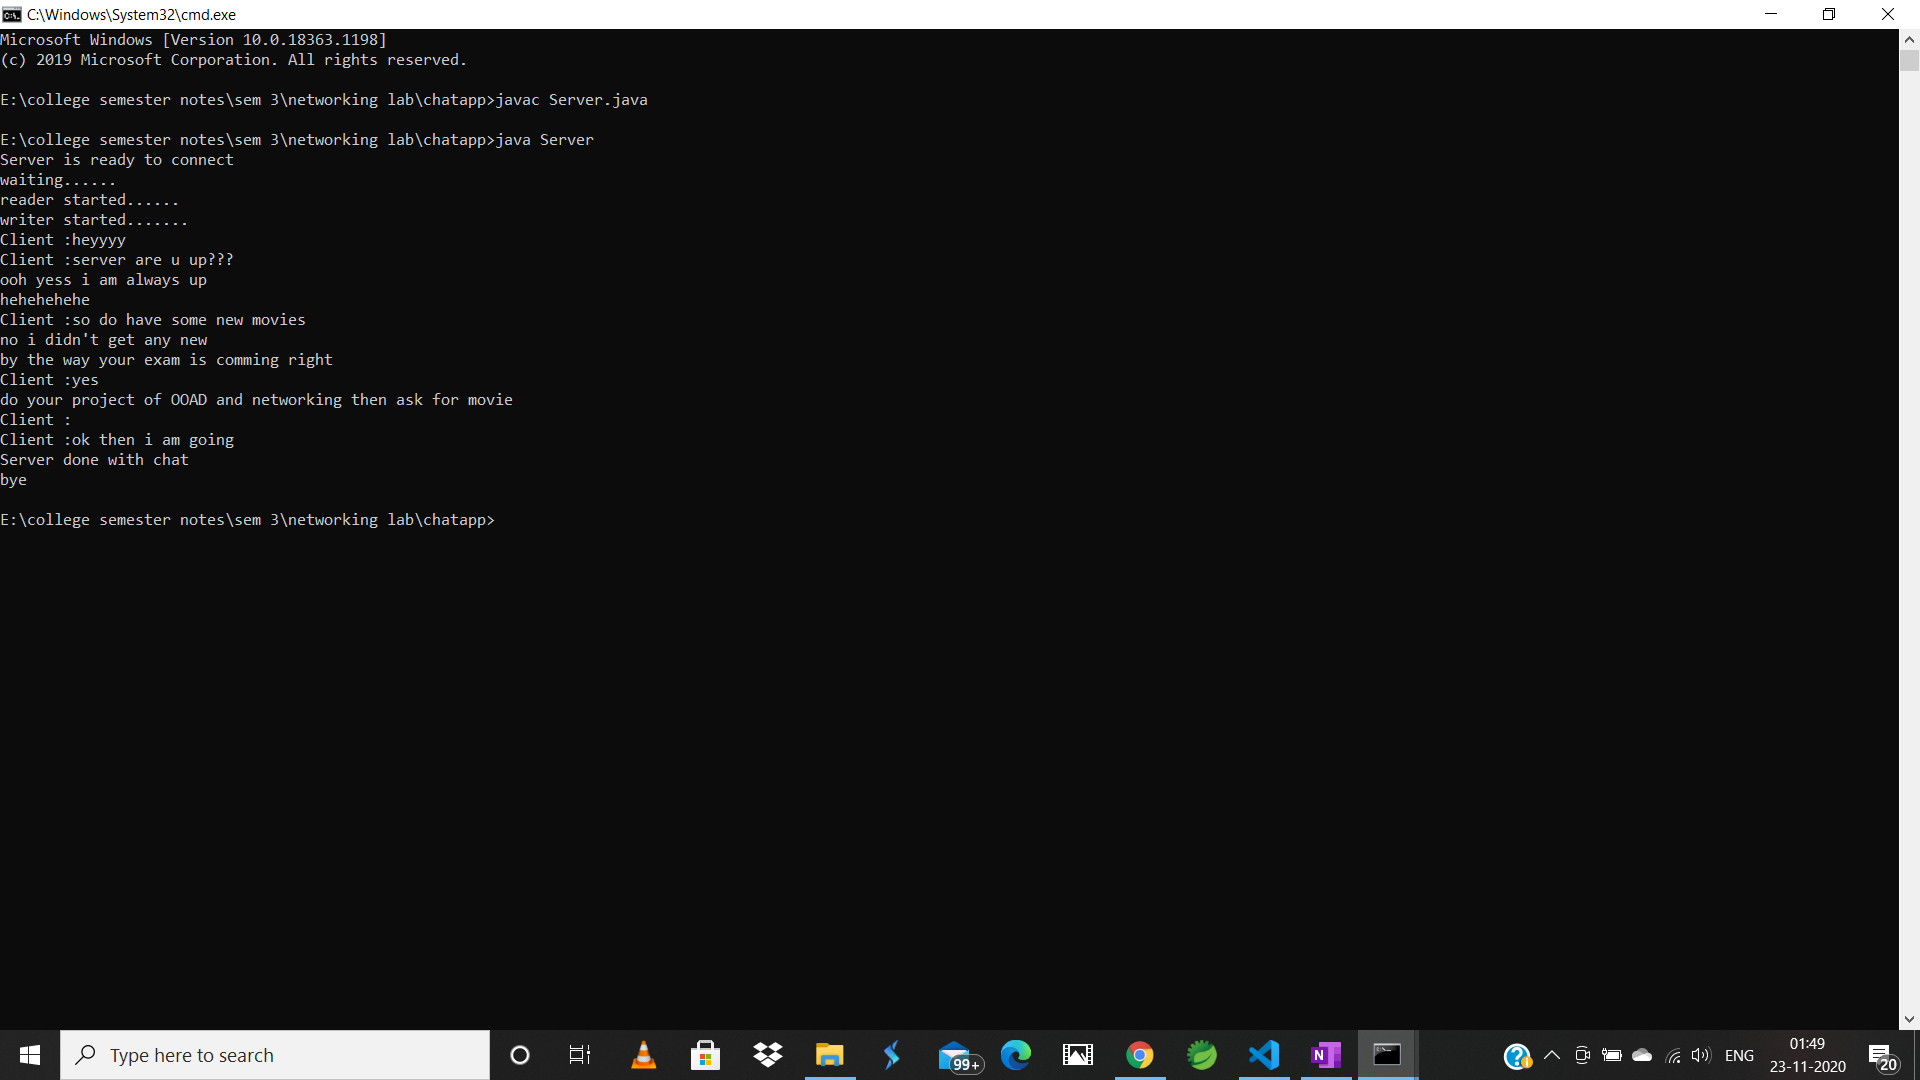 C:\Windows\System32\cmd.exe
Microsoft Windows [Version 10.0.18363.1198]
(c) 2019 Microsoft Corporation. All rights reserved.
E:\college semester notes\sem 3\networking lab\chatapp>javac Server.java
E:\college semester notes\sem 3\networking lab\chatapp>java Server
Server is ready to connect
waiting......
reader started......
writer started.......
Client :heyyyy
Client :server are u up???
ooh yess i am always up
hehehehehe
Client :so do have some new movies
no i didn't get any new
by the way your exam is comming right
Client :yes
do your project of OOAD and networking then ask for movie
Client :
Client :ok then i am going
Server done with chat
bye
E:\college semester notes\sem 3\networking lab\chatapp>
Type here to search
99+
N
ENG
01:49
23-11-2020
20